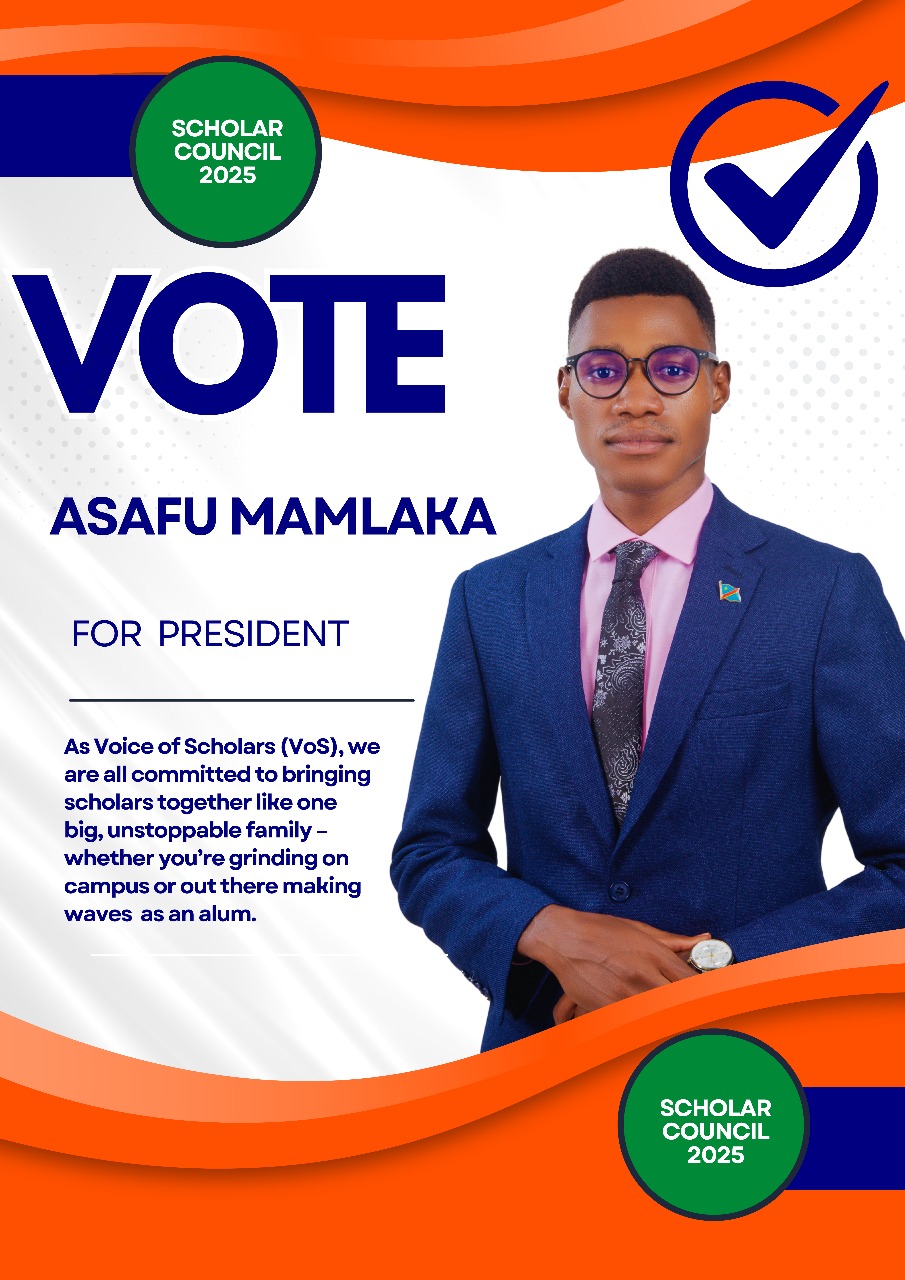 SCHOLAR
COUNCIL
2025
VOTE
ASAFU MAMLAKA
FOR PRESIDENT
As Voice of Scholars (VoS), we
are all committed to bringing
scholars together like one
big, unstoppable family –
whether you're grinding on
campus or out there making
waves as an alum.
SCHOLAR
COUNCIL
2025